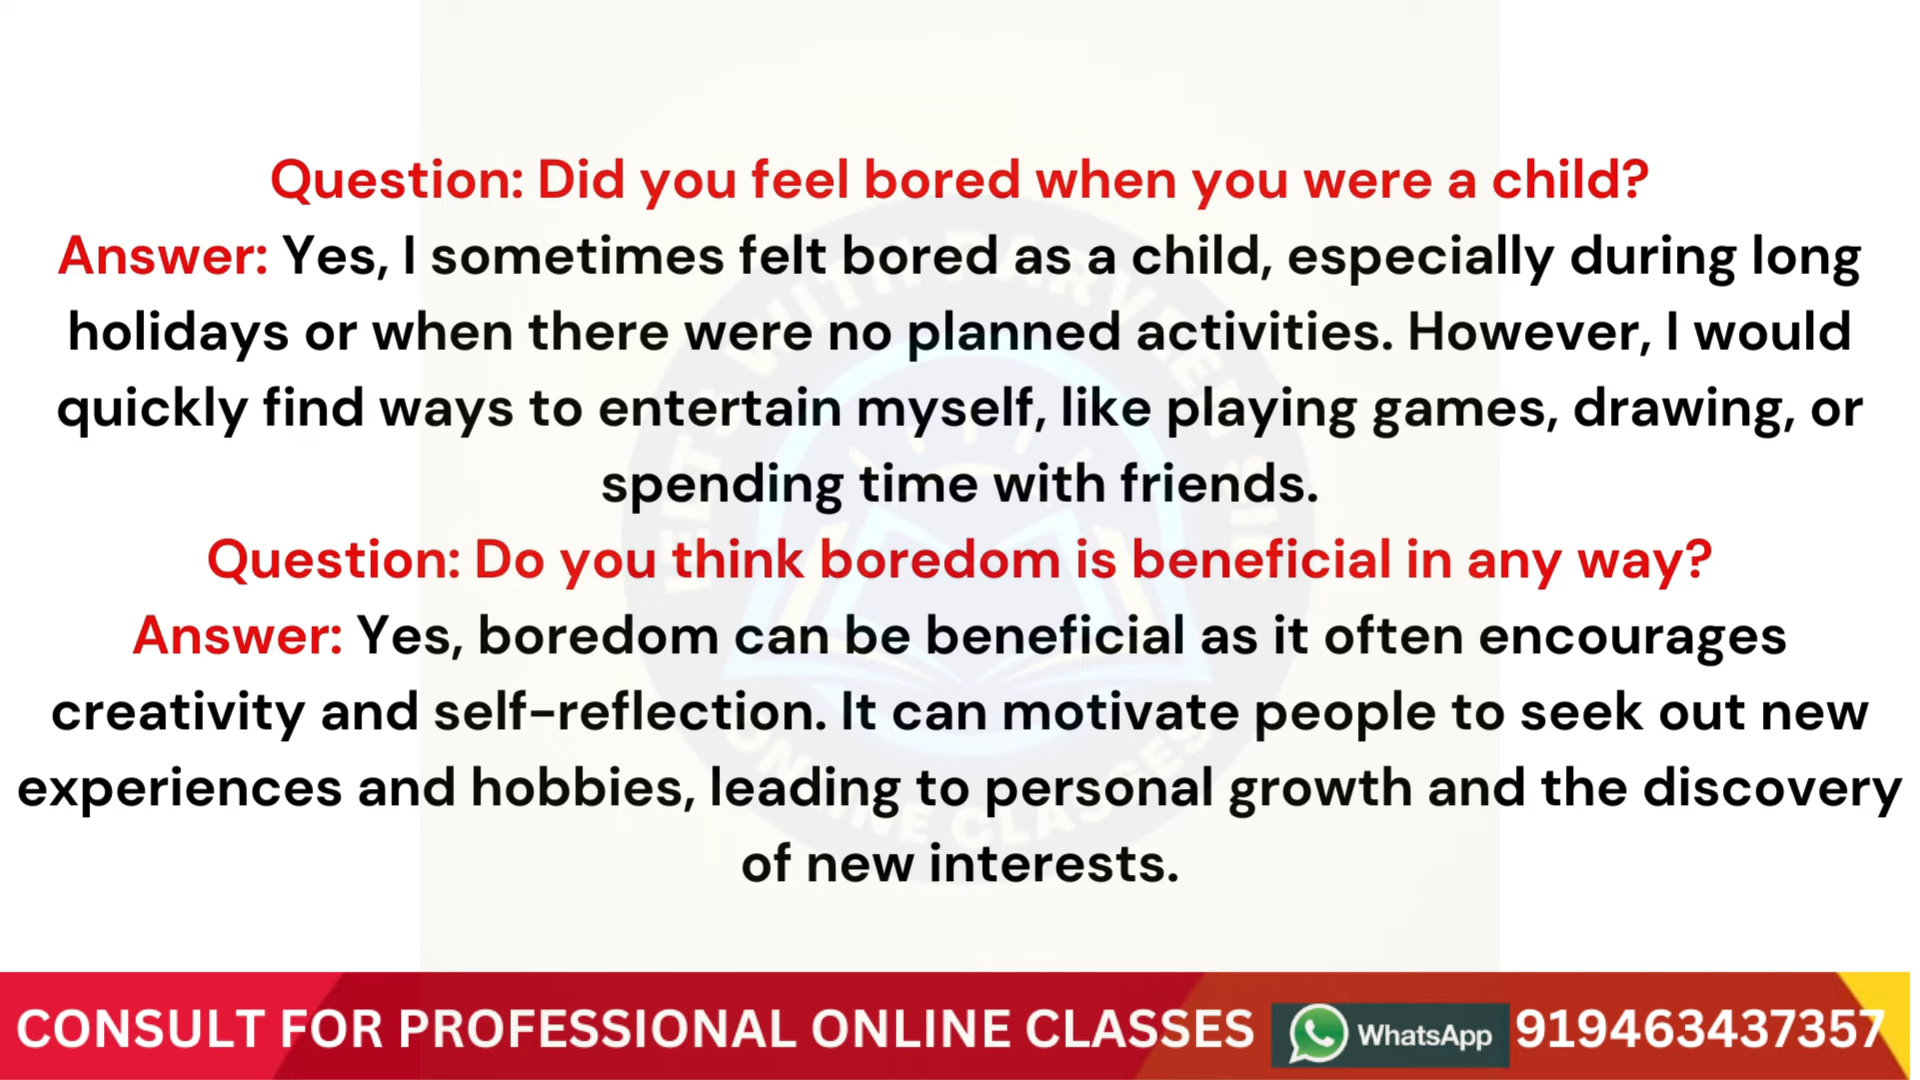 Question: Did you feel bored when you were a child?
Answer: Yes, I sometimes felt bored as a child, especially during long
holidays or when there were no planned activities. However, I would
quickly find ways to entertain myself, like playing games, drawing, or
spending time with friends.
Question: Do you think boredom is beneficial in any way?
Answer: Yes, boredom can be beneficial as it often encourages
creativity and self-reflection. It can motivate people to seek out new
experiences and hobbies, leading to personal growth and the discovery
of new interests.
CONSULT FOR PROFESSIONAL ONLINE CLASSES WhatsApp 919463437357